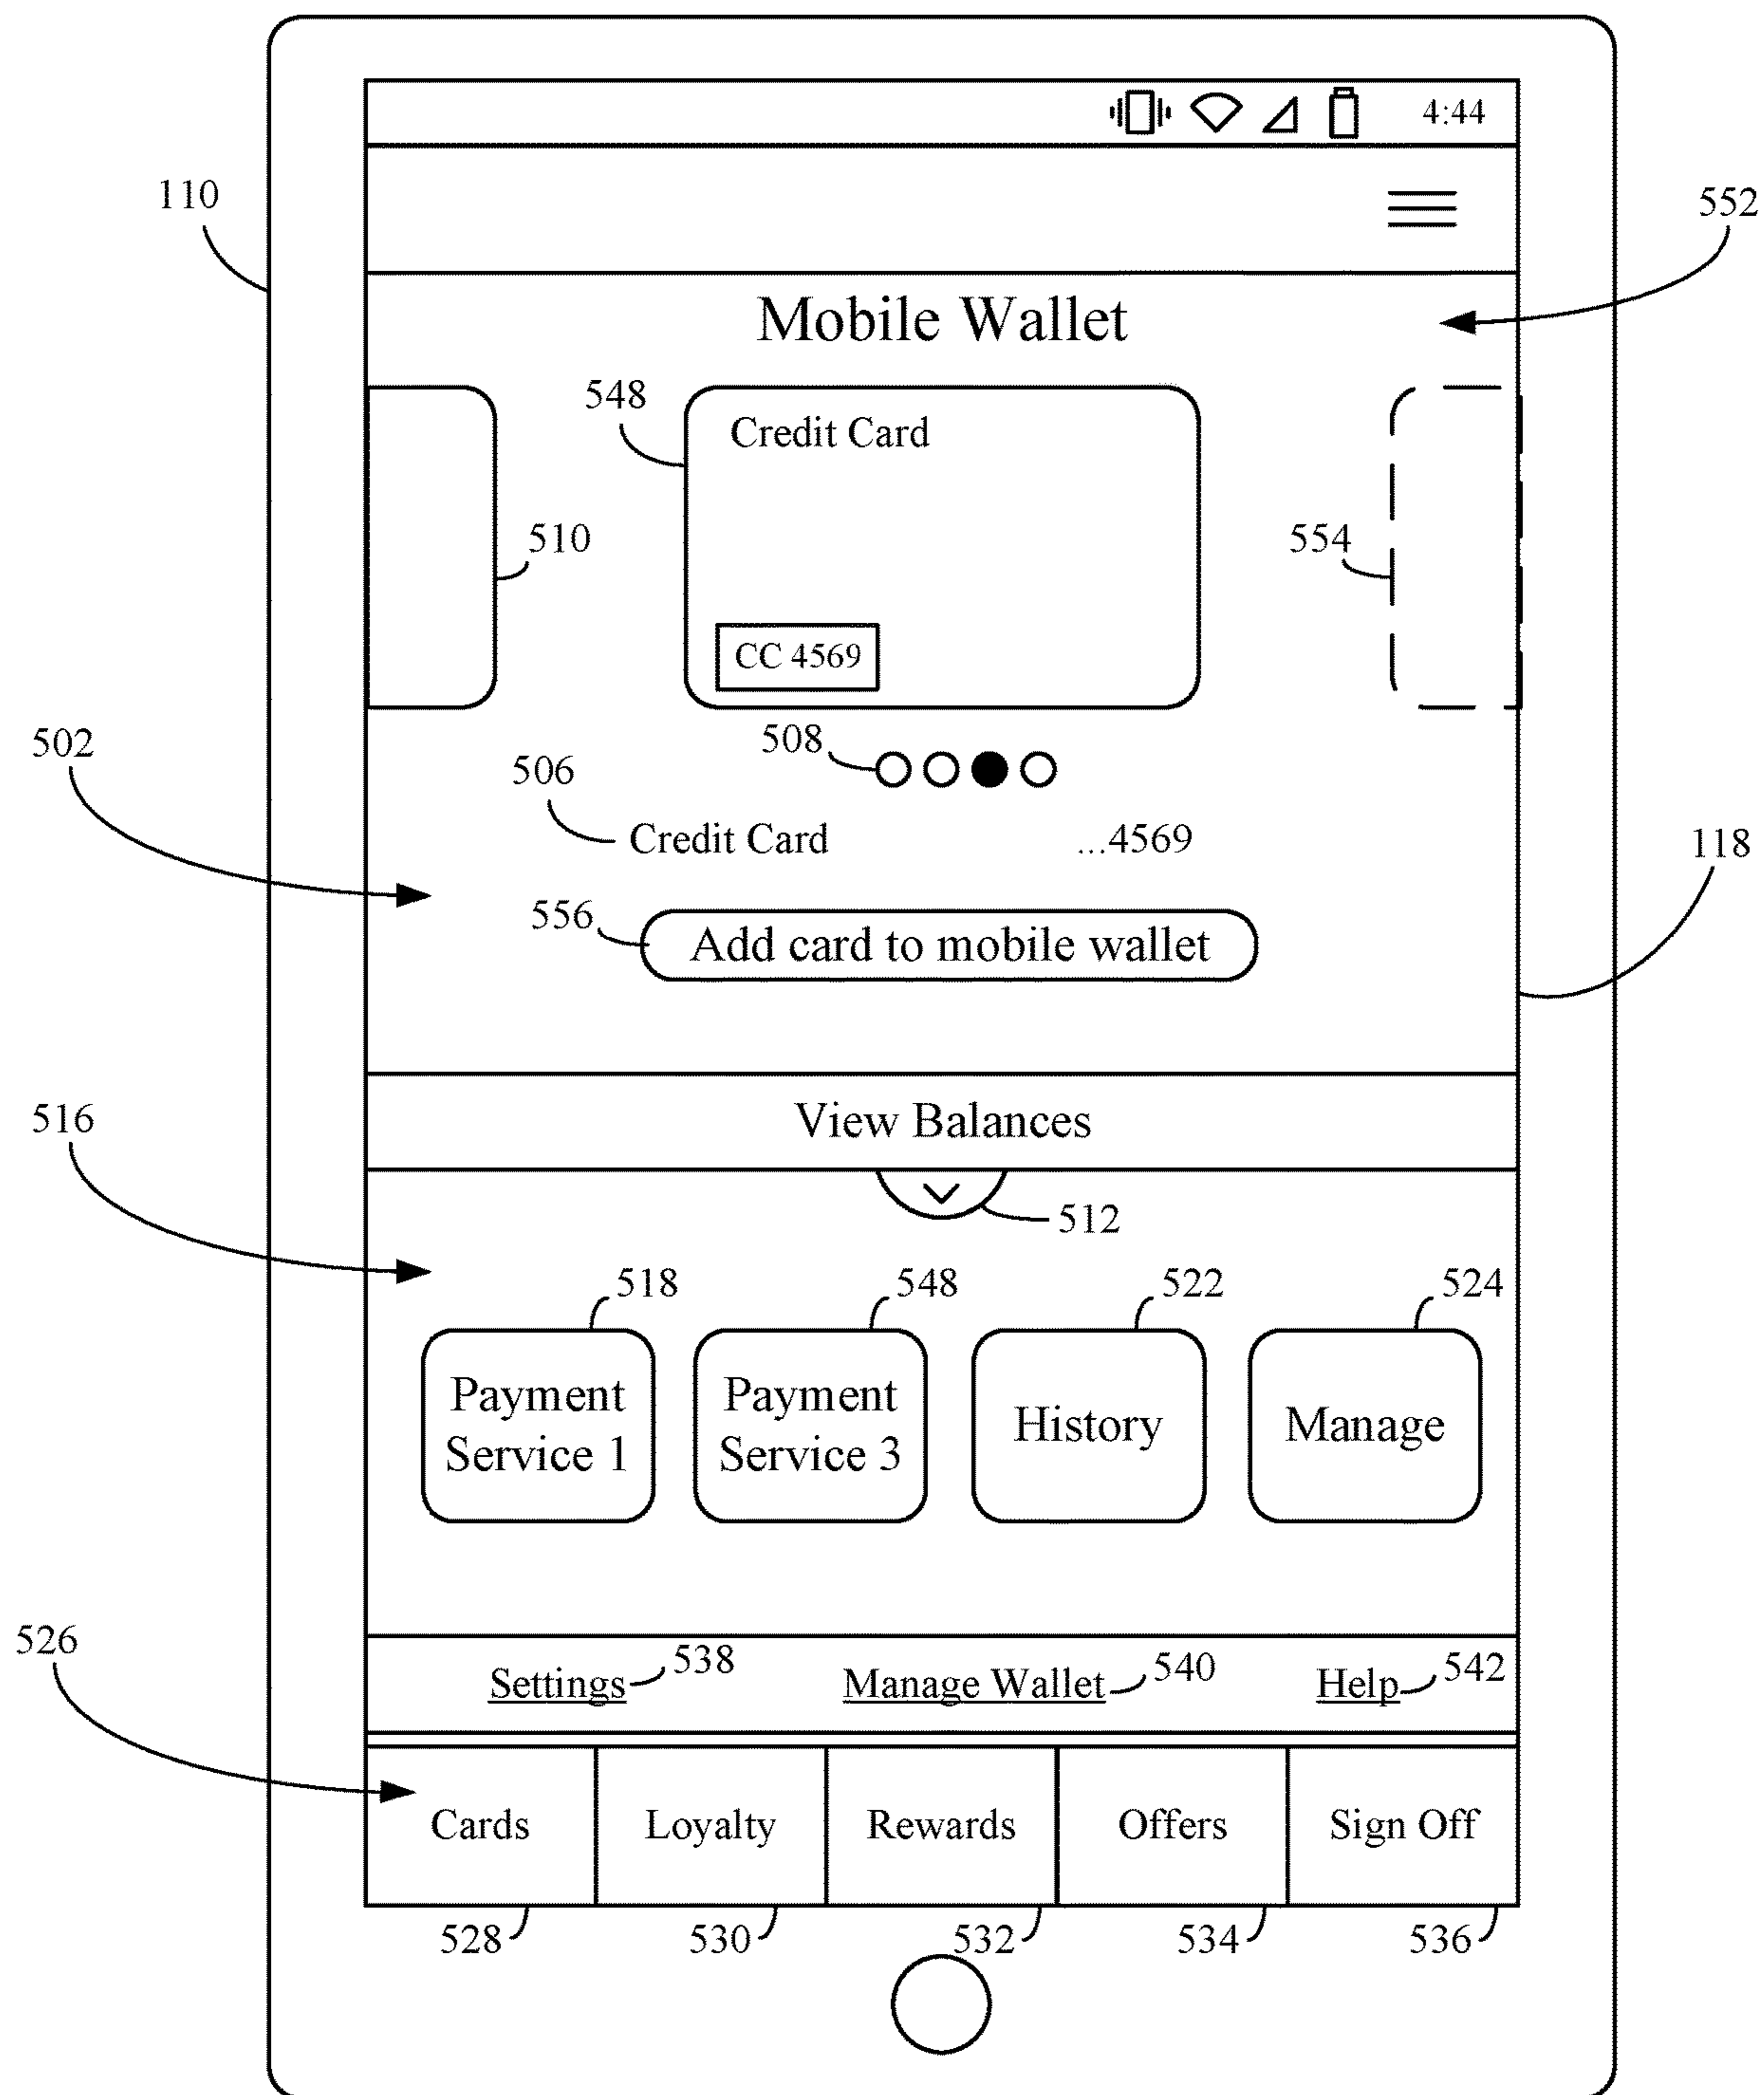 4:44
110
552
Mobile Wallet
548
Credit Card
510
554
CC 4569
502
508
506
Credit Card ...4569
118
556
Add card to mobile wallet
516
View Balances
512
518 548 522 524
Payment Service 1
Payment Service 3
History
Manage
526
Settings 538 Manage Wallet 540 Help 542
Cards Loyalty Rewards Offers Sign Off
528 530 532 534 536